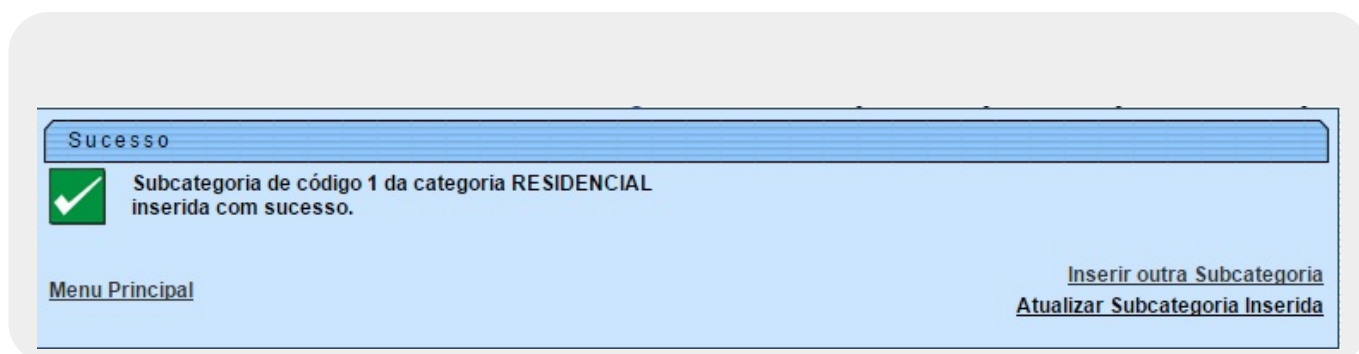 Sucesso
Subcategoria de código 1 da categoria RESIDENCIAL
inserida com sucesso.
Inserir outra Subcategoria
Menu Principal
Atualizar Subcategoria Inserida